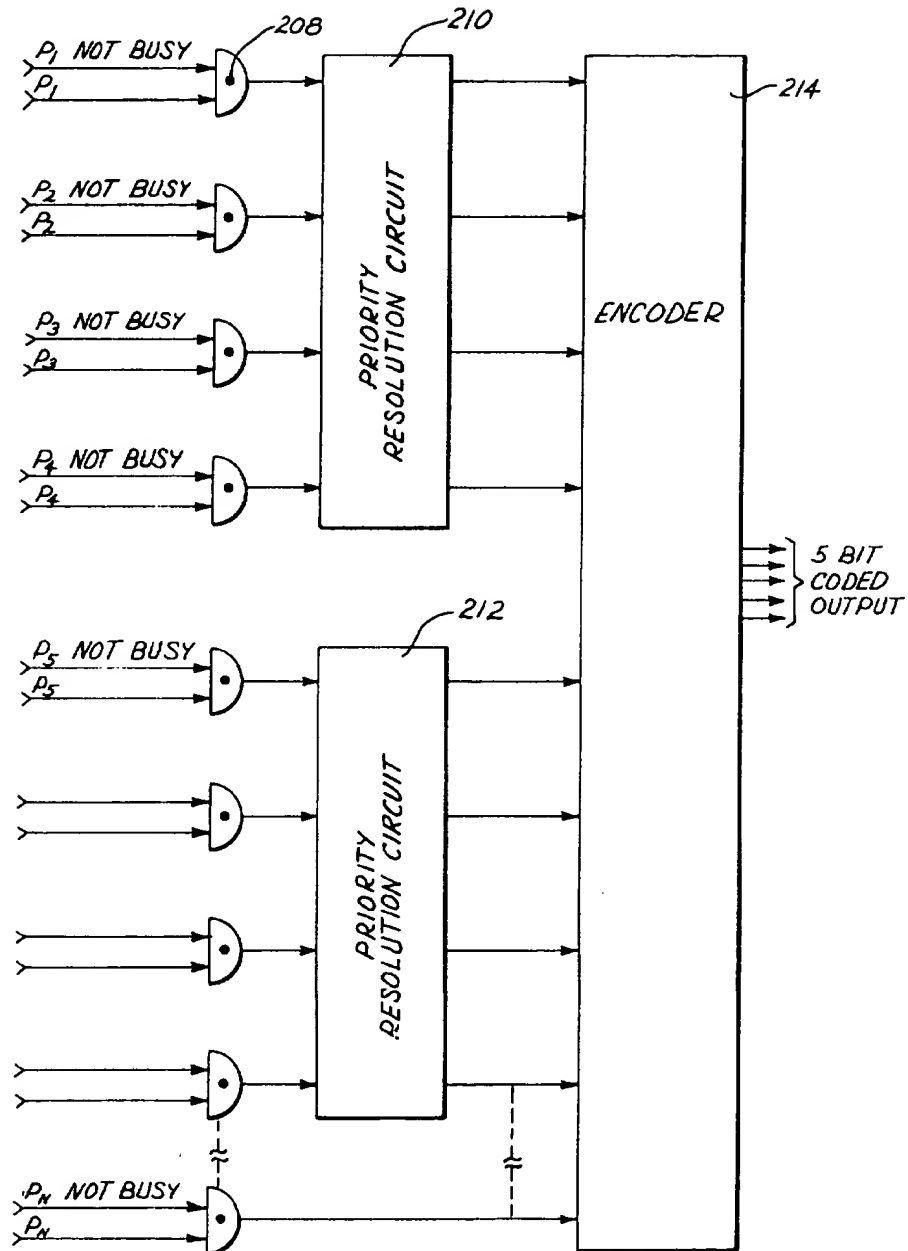 208
210
P1 NOT BUSY
P1
214
P2 NOT BUSY
P2
PRIORITY
RESOLUTION CIRCUIT
ENCODER
P3 NOT BUSY
P3
P4 NOT BUSY
P4
5 BIT
CODED
OUTPUT
212
P5 NOT BUSY
P5
PRIORITY
RESOLUTION CIRCUIT
PN NOT BUSY
PN